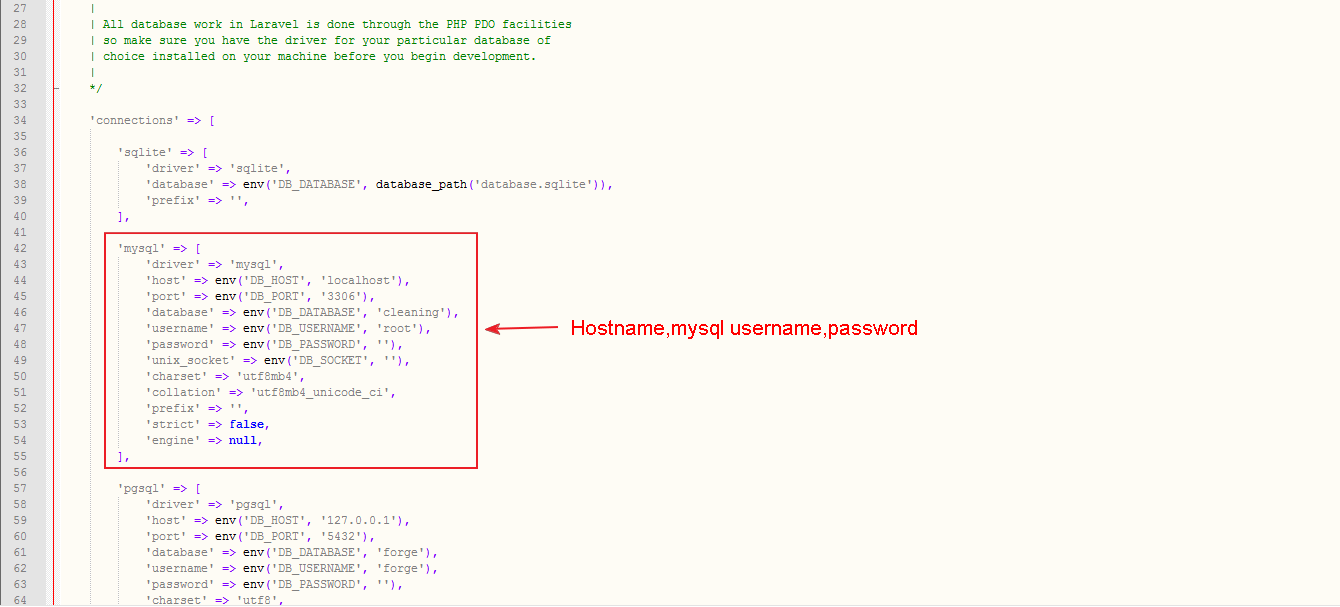 27 |
28 | All database work in Laravel is done through the PHP PDO facilities
29 | so make sure you have the driver for your particular database of
30 | choice installed on your machine before you begin development.
31 |
32 */
33
34 'connections' => [
35
36 'sqlite' => [
37 'driver' => 'sqlite',
38 'database' => env('DB_DATABASE', database_path('database.sqlite')),
39 'prefix' => '',
40 ],
41
42 'mysql' => [
43 'driver' => 'mysql',
44 'host' => env('DB_HOST', 'localhost'),
45 'port' => env('DB_PORT', '3306'),
46 'database' => env('DB_DATABASE', 'cleaning'),
47 'username' => env('DB_USERNAME', 'root'),
Hostname,mysql username,password
48 'password' => env('DB_PASSWORD', ''),
49 'unix_socket' => env('DB_SOCKET', ''),
50 'charset' => 'utf8mb4',
51 'collation' => 'utf8mb4_unicode_ci',
52 'prefix' => '',
53 'strict' => false,
54 'engine' => null,
55 ],
56
57 'pgsql' => [
58 'driver' => 'pgsql',
59 'host' => env('DB_HOST', '127.0.0.1'),
60 'port' => env('DB_PORT', '5432'),
61 'database' => env('DB_DATABASE', 'forge'),
62 'username' => env('DB_USERNAME', 'forge'),
63 'password' => env('DB_PASSWORD', ''),
64 'charset' => 'utf8',